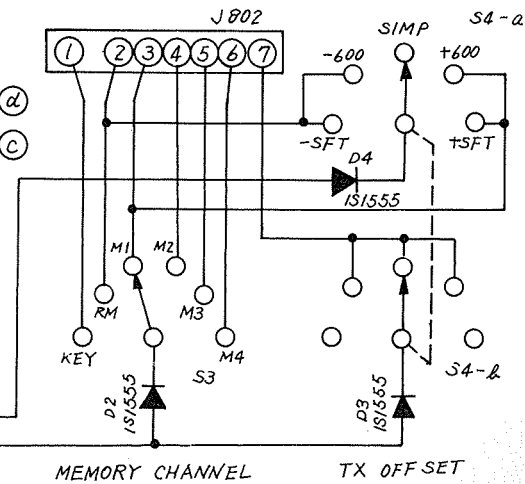 J802
S4-a
SIMP
1 2 3 4 5 6 7
-600
+600
d
c
-SFT
+SFT
D4
1S1555
M1
M2
RM
M3
KEY
M4
S3
S4-b
D2
1S1555
D3
1S1555
MEMORY CHANNEL
TX OFFSET